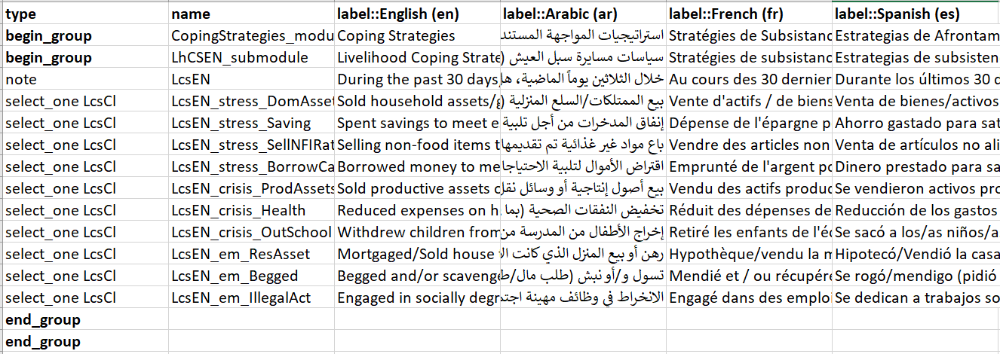 type name label::English (en) label::Arabic (ar) label::French (fr) label::Spanish (es)
begin_group CopingStrategies_modu Coping Strategies استراتيجيات المواجهة المستند Stratégies de Subsistanc Estrategias de Afrontam
begin_group LhCSEN_submodule Livelihood Coping Strate سياسات مسايرة سبل العيش ( Stratégies de subsistanc Estrategias de subsisten
note LcsEN During the past 30 days, خلال الثلاثين يوماً الماضية، هل Au cours des 30 dernier Durante los últimos 30 d
select_one LcsCl LcsEN_stress_DomAsset Sold household assets/g بيع الممتلكات/السلع المنزلية ( Vente d'actifs / de biens Venta de bienes/activos
select_one LcsCl LcsEN_stress_Saving Spent savings to meet e إنفاق المدخرات من أجل تلبية Dépense de l'épargne p Ahorro gastado para sat
select_one LcsCl LcsEN_stress_SellNFIRat Selling non-food items t باع مواد غير غذائية تم تقديمها Vendre des articles non Venta de artículos no ali
select_one LcsCl LcsEN_stress_BorrowCa Borrowed money to me اقتراض الأموال لتلبية الاحتياجا Emprunté de l'argent po Dinero prestado para sa
select_one LcsCl LcsEN_crisis_ProdAssets Sold productive assets o بيع أصول إنتاجية أو وسائل نقل Vendu des actifs produc Se vendieron activos pro
select_one LcsCl LcsEN_crisis_Health Reduced expenses on h تخفيض النفقات الصحية (بما Réduit des dépenses de Reducción de los gastos
select_one LcsCl LcsEN_crisis_OutSchool Withdrew children from إخراج الأطفال من المدرسة من Retiré les enfants de l'éc Se sacó a los/as niños/as
select_one LcsCl LcsEN_em_ResAsset Mortgaged/Sold house رهن أو بيع المنزل الذي كانت الأ Hypothèque/vendu la m Hipotecó/Vendió la casa
select_one LcsCl LcsEN_em_Begged Begged and/or scavenge تسول و/أو نبش (طلب مال/ط Mendié et / ou récupéré Se rogó/mendigo (pidió
select_one LcsCl LcsEN_em_IllegalAct Engaged in socially degr الانخراط في وظائف مهينة اجتم Engagé dans des emploi Se dedican a trabajos so
end_group
end_group